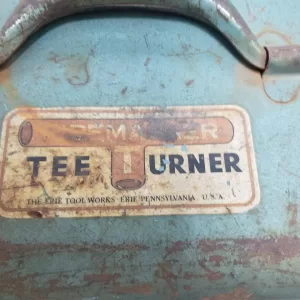 TEE TURNER
THE ERIE TOOL WORKS ERIE PENNSYLVANIA, U.S.A.